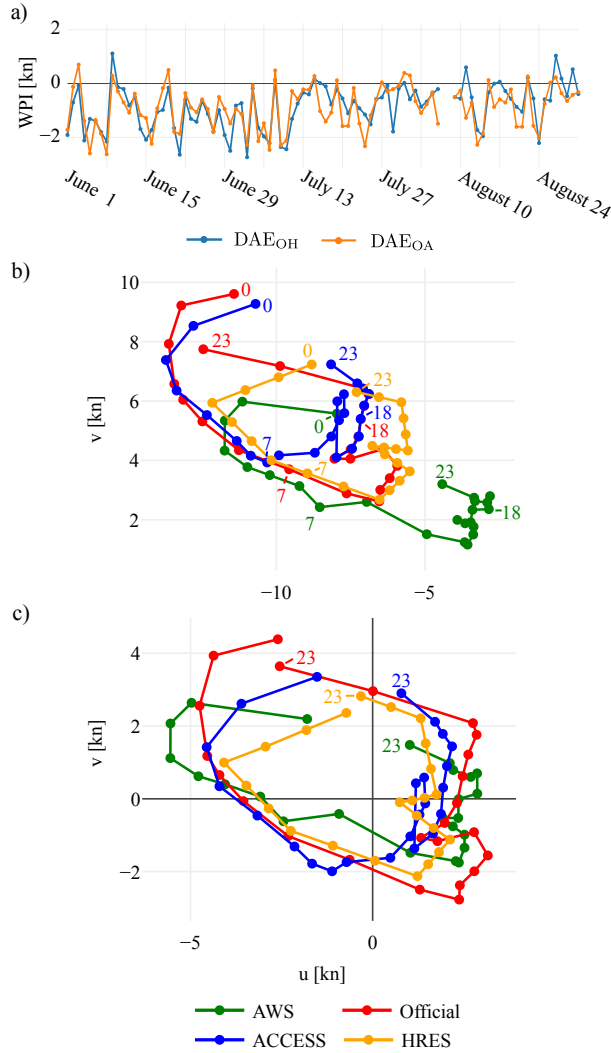 a)
WPI [kn]
2
0
−2
June 1
June 15
June 29
July 13
July 27
August 10
August 24
DAE_OH
DAE_OA
b)
v [kn]
10
8
6
4
2
−10
−5
0
0
23
0
23
23
0
18
18
7
7
7
23
18
c)
v [kn]
4
2
0
−2
−5
0
23
23
23
23
u [kn]
AWS
Official
ACCESS
HRES